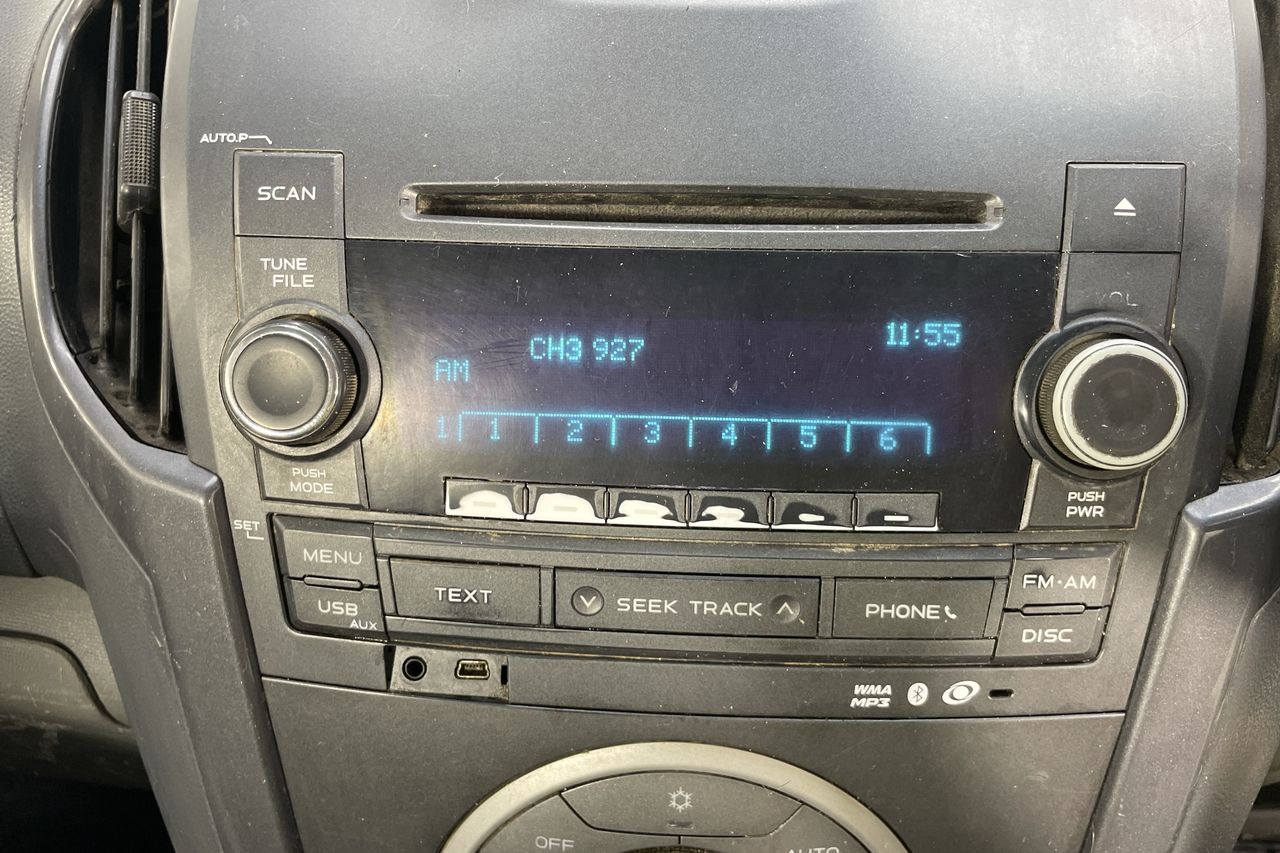 AUTO.P
SCAN
TUNE
FILE
VOL
11:55
CH3 927
AM
1 1 2 3 4 5 6
PUSH
MODE
PUSH
PWR
SET
MENU
USB
AUX
TEXT
SEEK TRACK
PHONE
FM·AM
DISC
WMA
MP3
OFF
AUTO